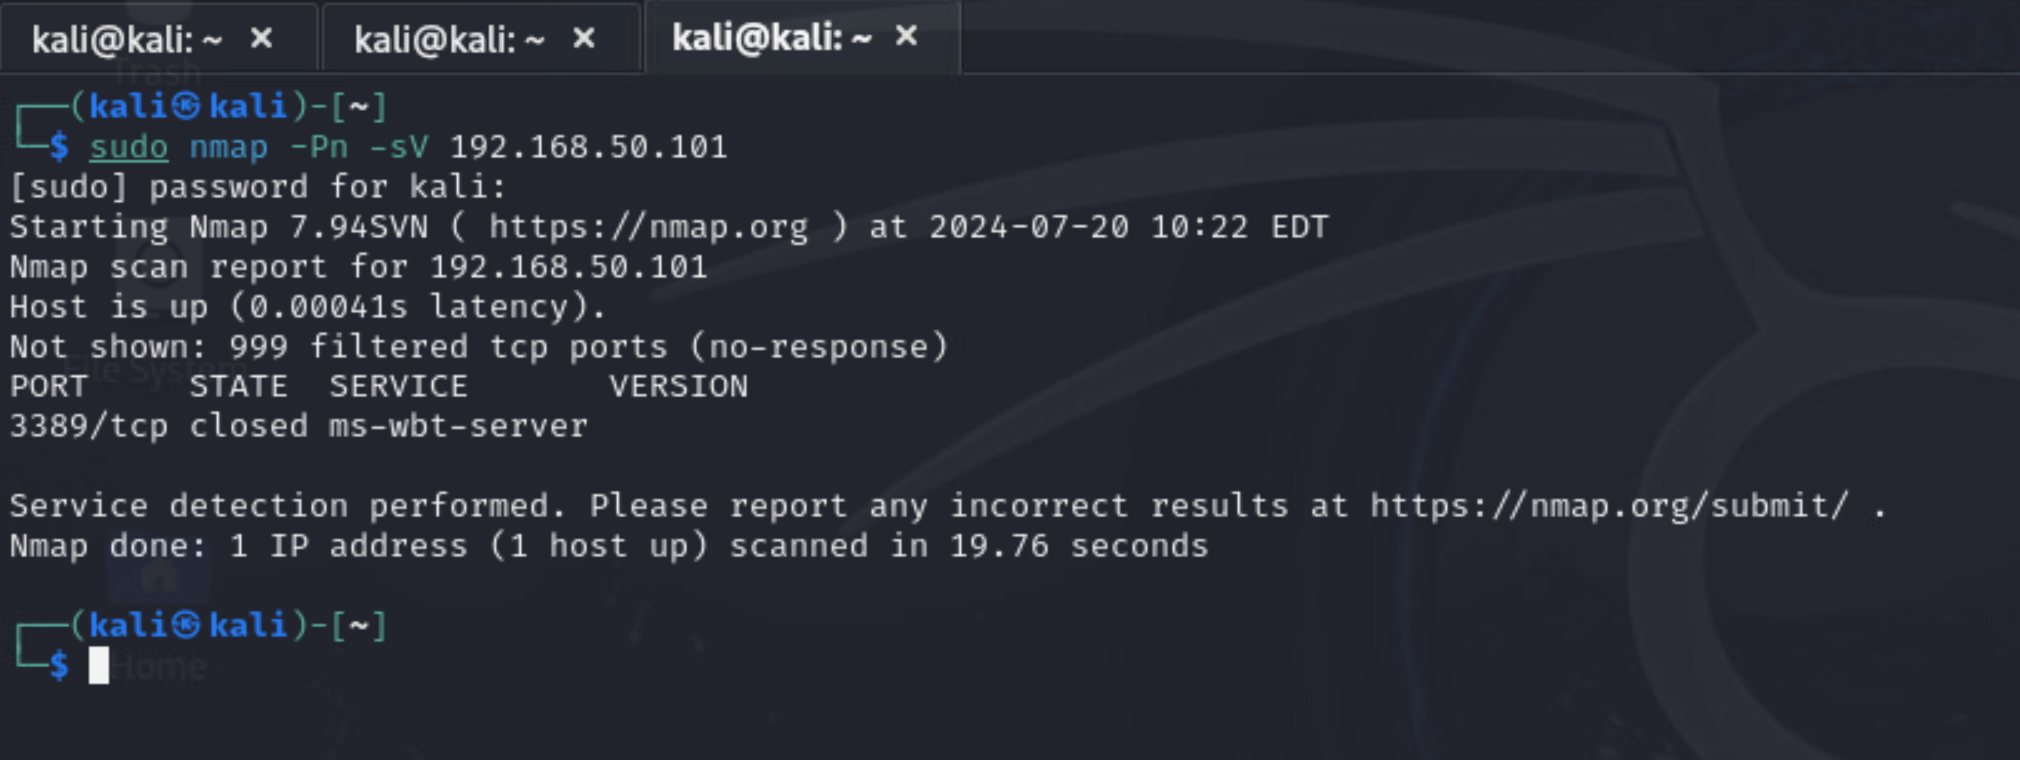 kali@kali: ~ × kali@kali: ~ × kali@kali: ~ ×
Trash
┌──(kali㉿kali)-[~]
└─$ sudo nmap -Pn -sV 192.168.50.101
[sudo] password for kali:
Starting Nmap 7.94SVN ( https://nmap.org ) at 2024-07-20 10:22 EDT
Nmap scan report for 192.168.50.101
Host is up (0.00041s latency).
Not shown: 999 filtered tcp ports (no-response)
File System
PORT     STATE  SERVICE       VERSION
3389/tcp closed ms-wbt-server
Service detection performed. Please report any incorrect results at https://nmap.org/submit/ .
Nmap done: 1 IP address (1 host up) scanned in 19.76 seconds
┌──(kali㉿kali)-[~]
└─$
Home